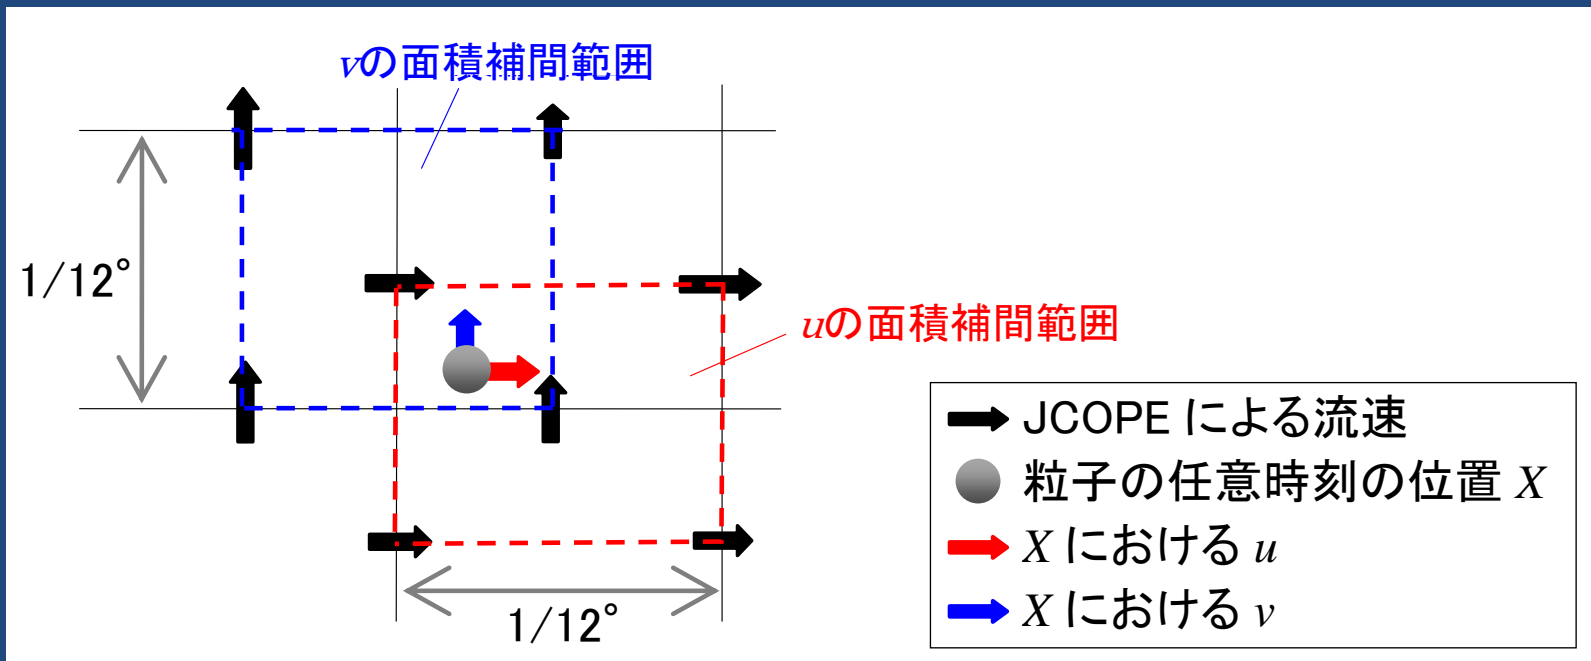 vの面積補間範囲
1/12°
uの面積補間範囲
JCOPE による流速
粒子の任意時刻の位置 X
X における u
X における v
1/12°